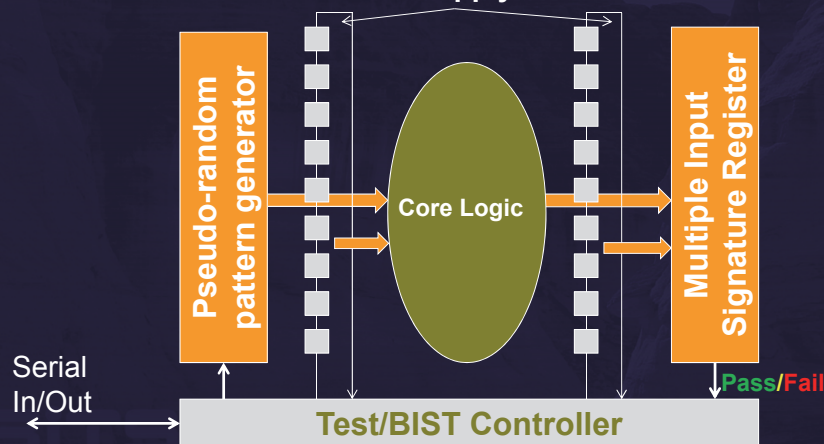 Pseudo-random
pattern generator
Core Logic
Multiple Input
Signature Register
Serial
In/Out
Pass/Fail
Test/BIST Controller